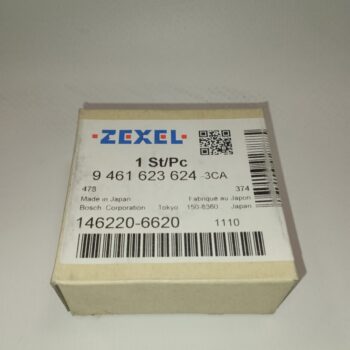 ZEXEL
1 St/Pc
9 461 623 624 -3CA
478 374
Made in Japan Fabriqué au Japon
Bosch Corporation Tokyo 150-8360 Japan
146220-6620 1110